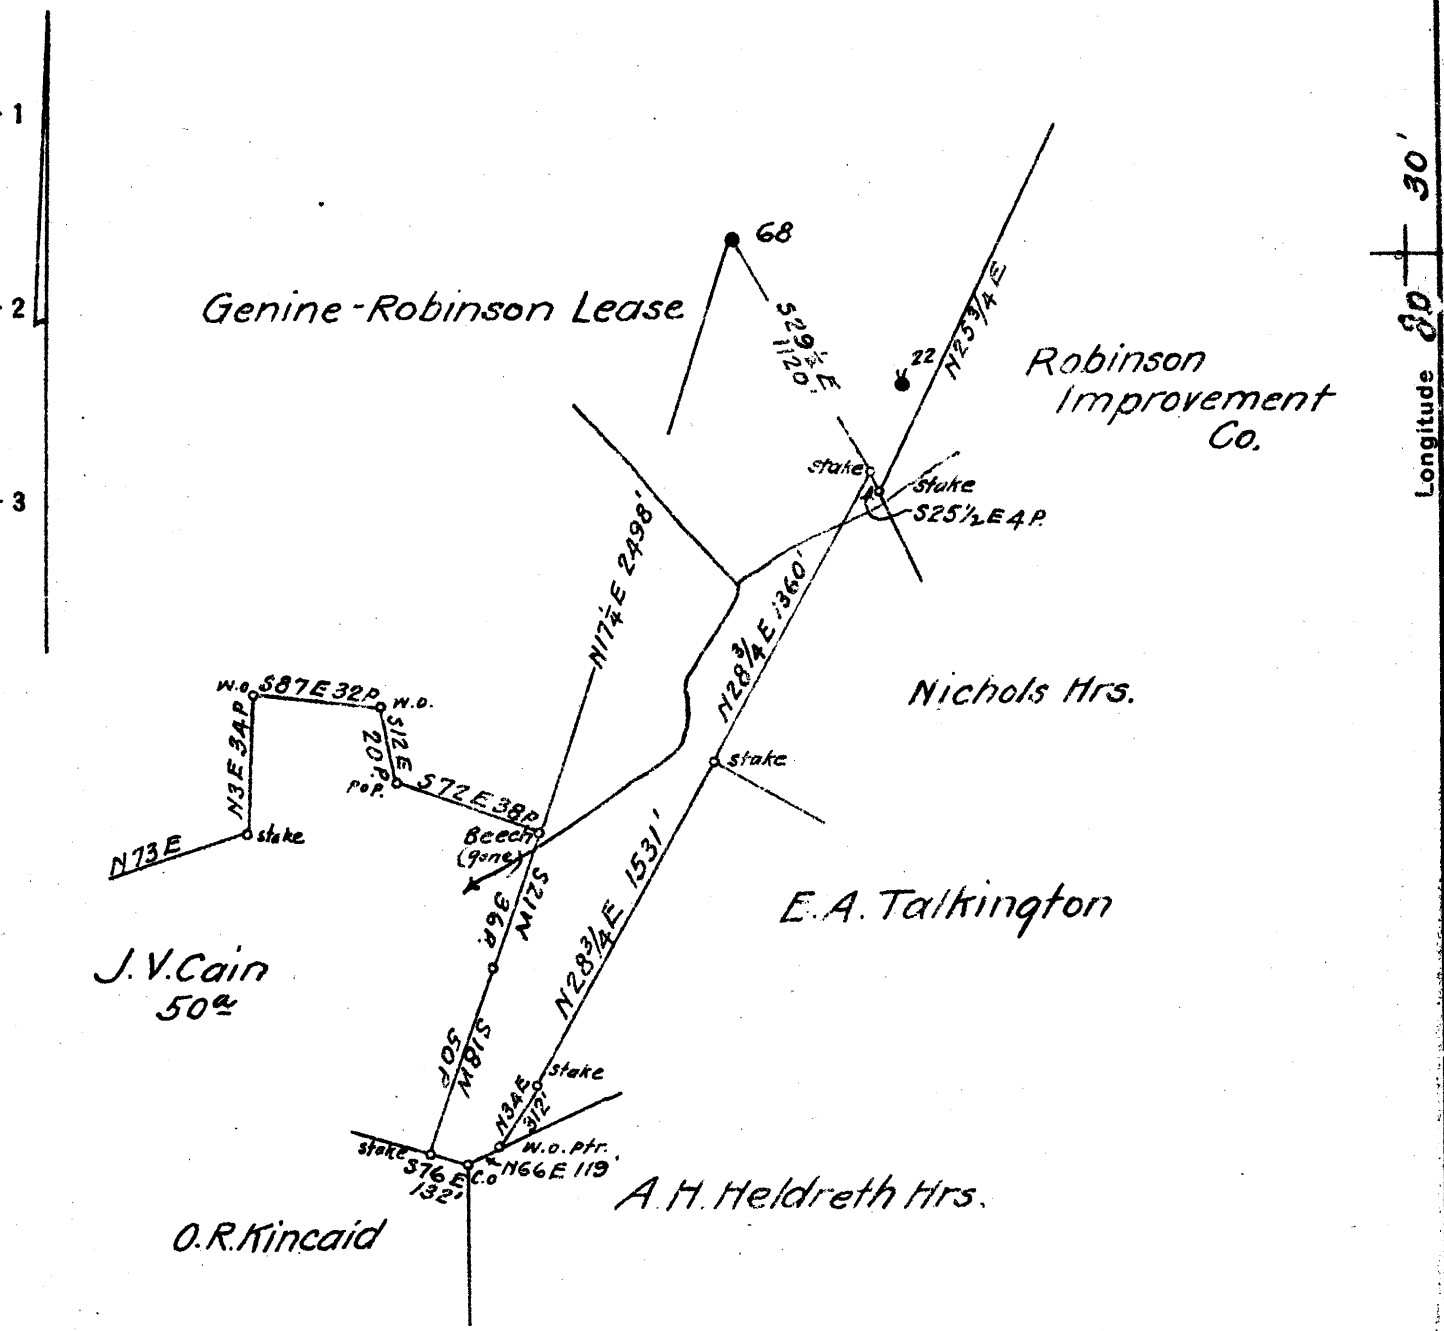 1
2
3
30'
Longitude 80
68
Genine-Robinson Lease
S29¼E
1120'
22
N25¾E
Robinson
Improvement
Co.
stake
stake
S25½E 4P.
N17¼E 2498'
N28¾E 1360'
Nichols Hrs.
W.O.
S87E 32P
W.O.
N3E 34P
S12E
20P.
Pop.
S72E 38P
stake
stake
N73E
Beech
(gone)
S21W
36P.
N28¾E 1531'
E.A. Talkington
J.V. Cain
50a
S18W
50P
stake
N34E
312'
stake
W.O. Ptr.
S76E
132'
C.O
N66E 119'
A.H. Heldreth Hrs.
O.R. Kincaid